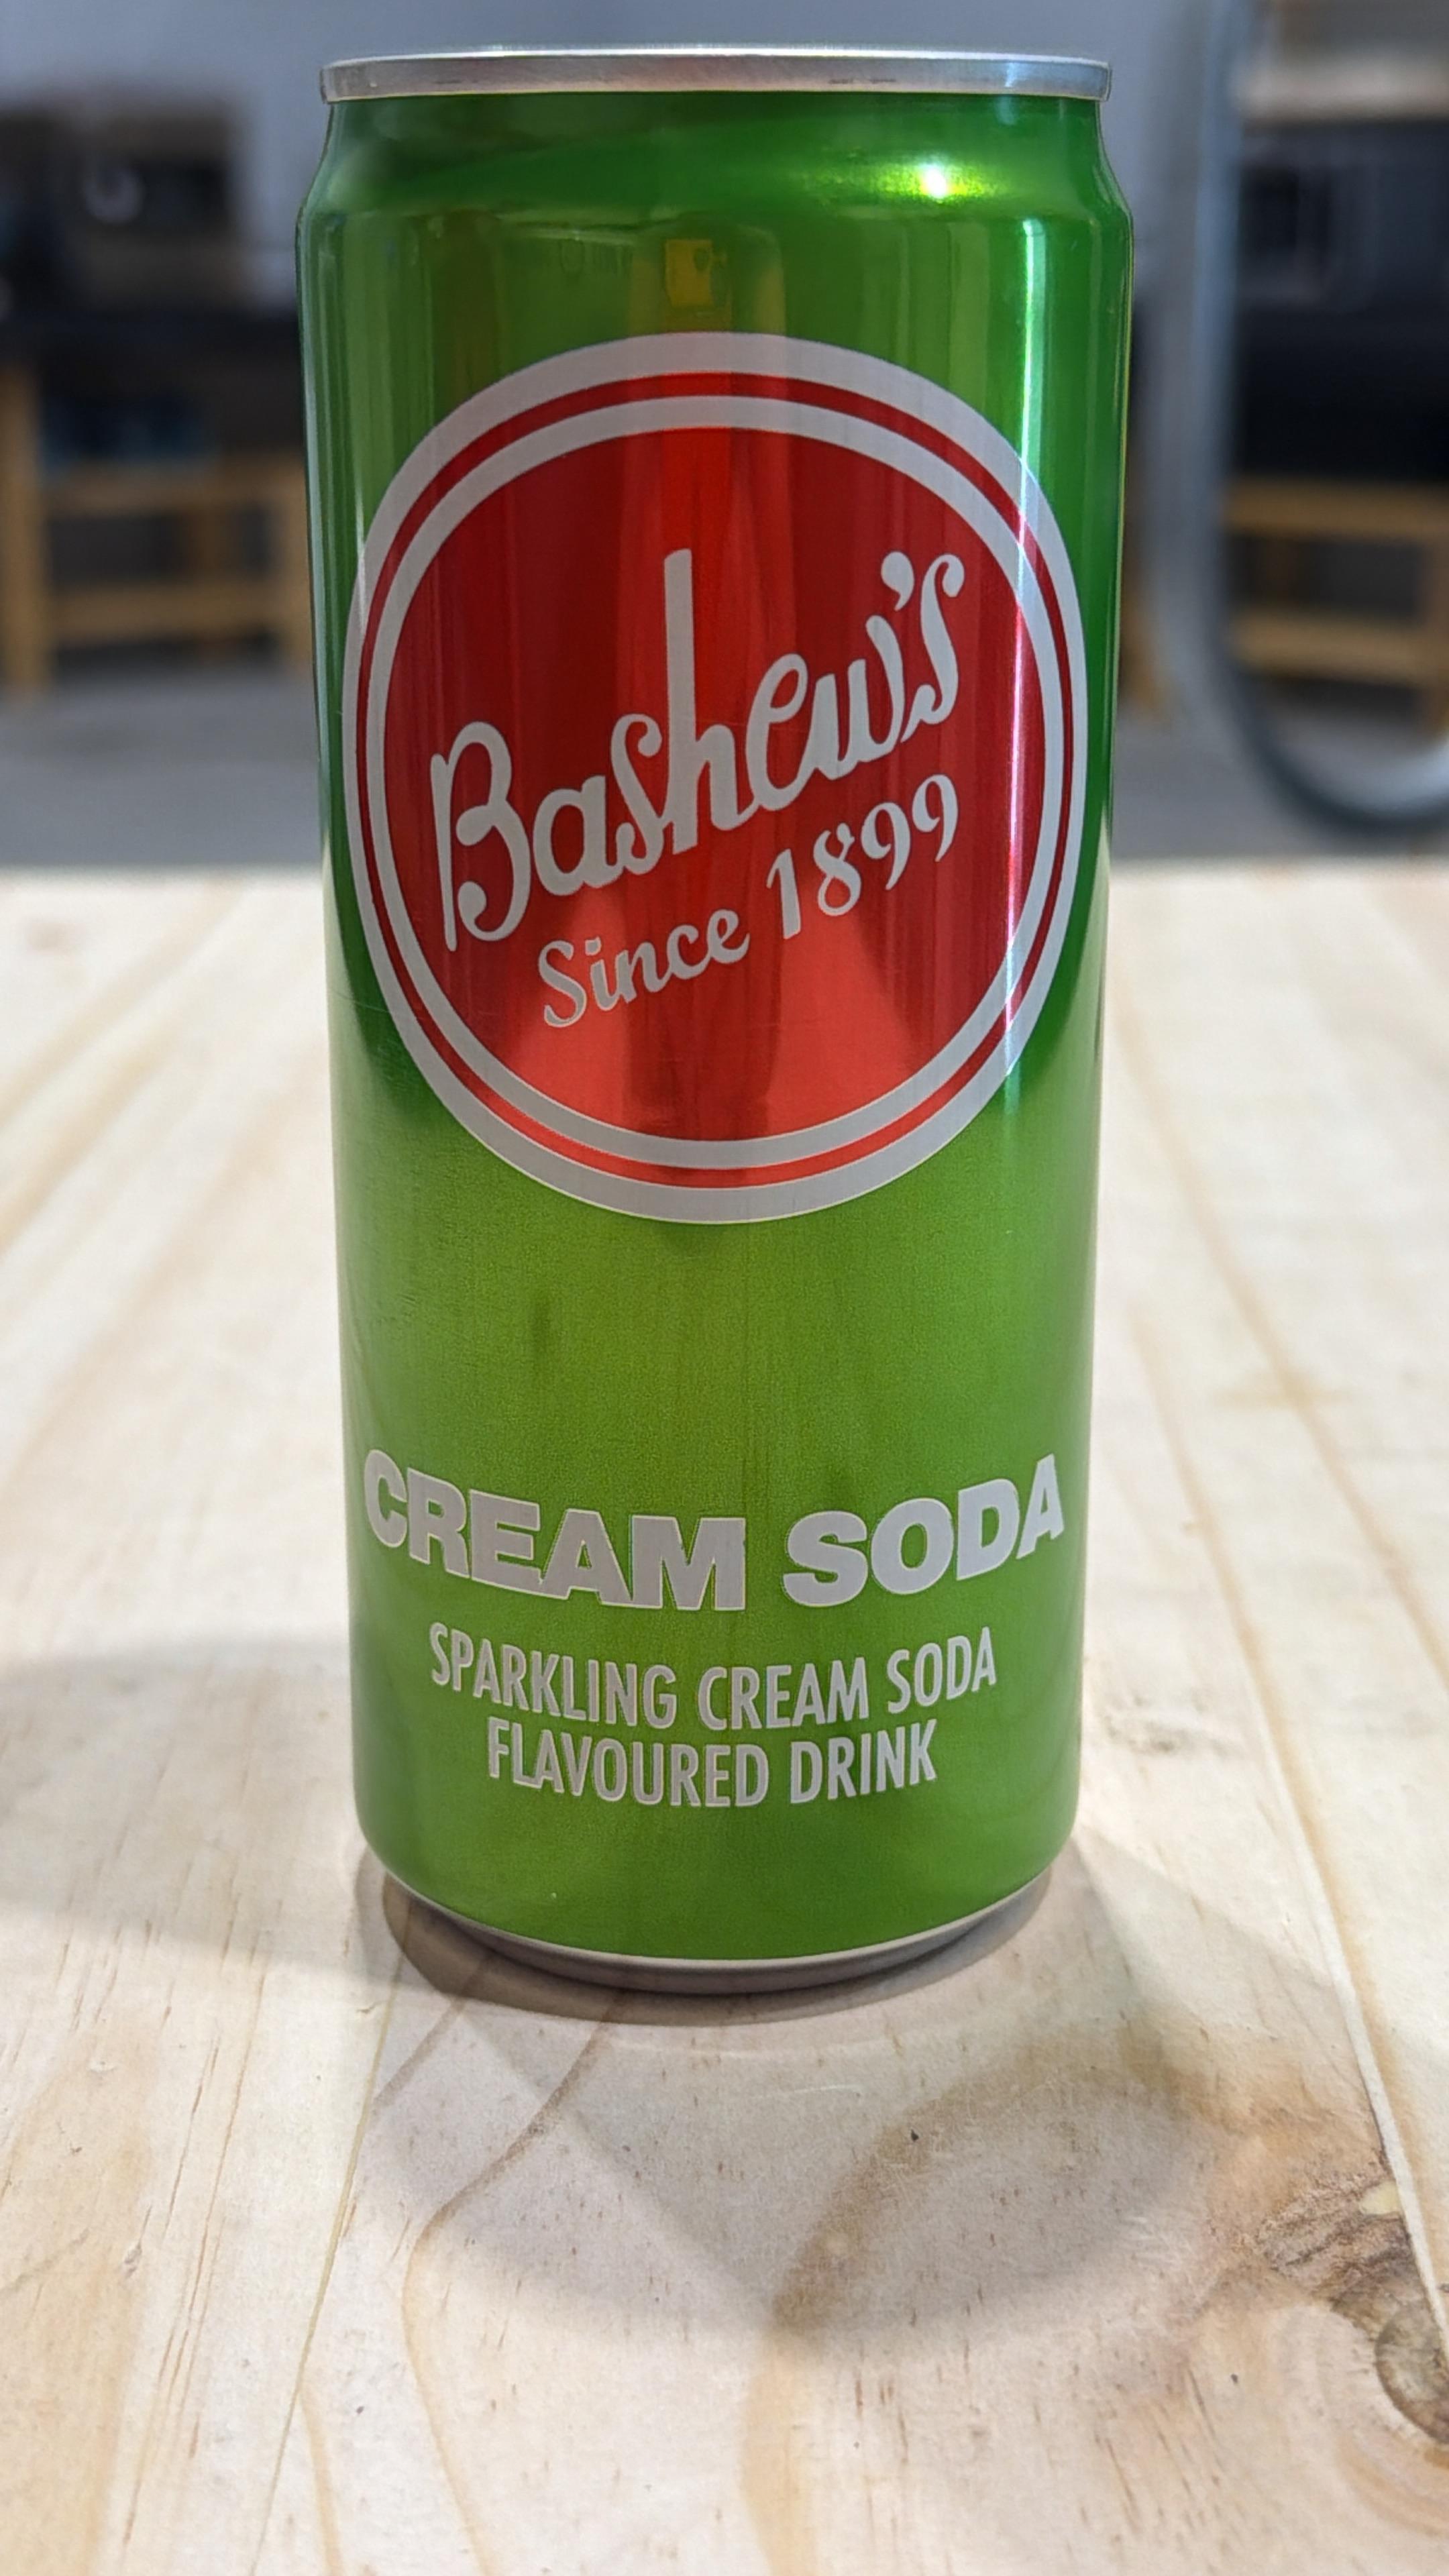 Bashew's
Since 1899
CREAM SODA
SPARKLING CREAM SODA
FLAVOURED DRINK